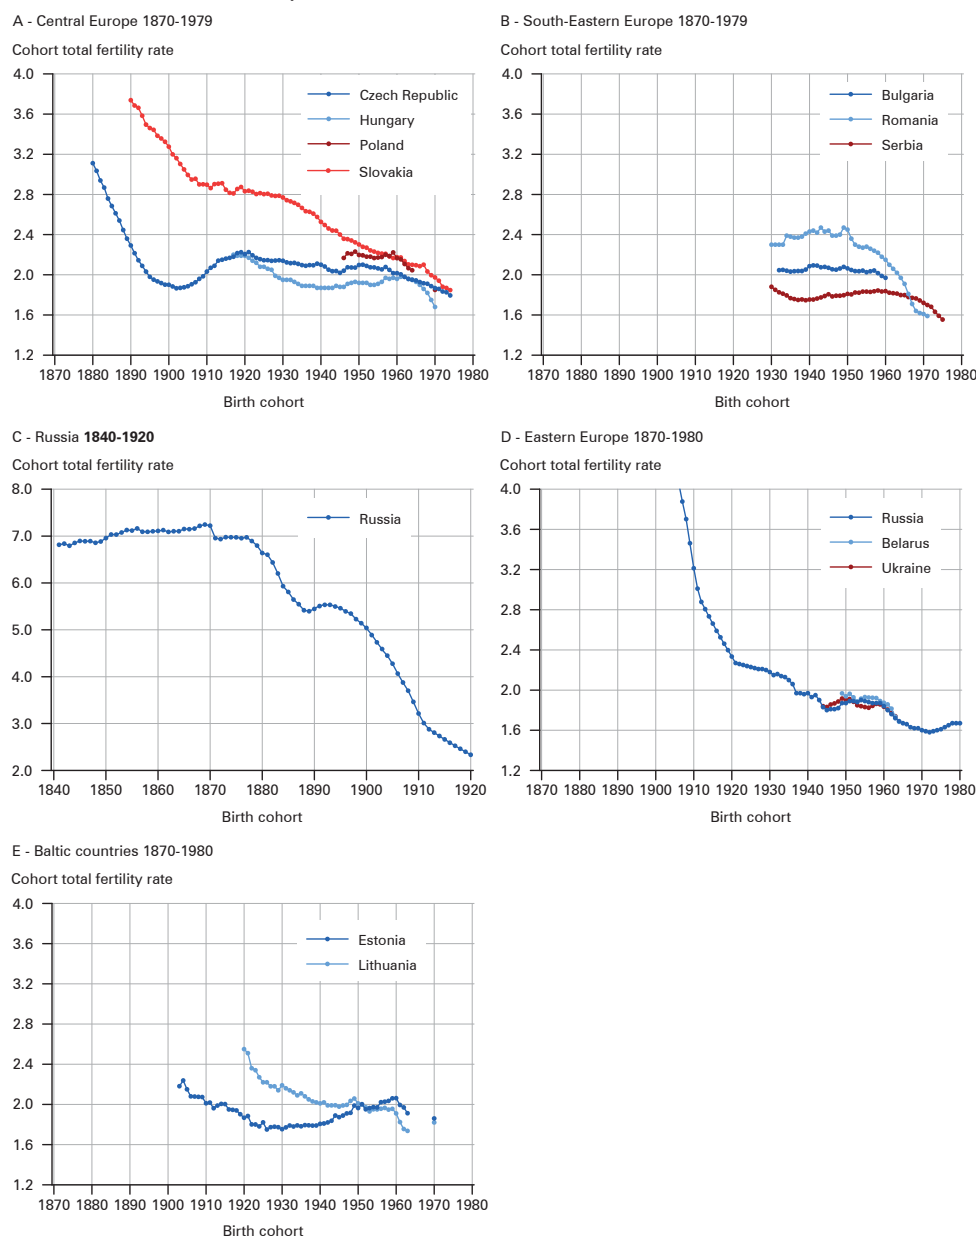 A - Central Europe 1870-1979
Cohort total fertility rate
4.0
3.6
3.2
2.8
2.4
2.0
1.6
1.2
Czech Republic
Hungary
Poland
Slovakia
1870 1880 1890 1900 1910 1920 1930 1940 1950 1960 1970 1980
Birth cohort
B - South-Eastern Europe 1870-1979
Cohort total fertility rate
4.0
3.6
3.2
2.8
2.4
2.0
1.6
1.2
Bulgaria
Romania
Serbia
1870 1880 1890 1900 1910 1920 1930 1940 1950 1960 1970 1980
Birth cohort
C - Russia 1840-1920
Cohort total fertility rate
8.0
7.0
6.0
5.0
4.0
3.0
2.0
Russia
1840 1850 1860 1870 1880 1890 1900 1910 1920
Birth cohort
D - Eastern Europe 1870-1980
Cohort total fertility rate
4.0
3.6
3.2
2.8
2.4
2.0
1.6
1.2
Russia
Belarus
Ukraine
1870 1880 1890 1900 1910 1920 1930 1940 1950 1960 1970 1980
Birth cohort
E - Baltic countries 1870-1980
Cohort total fertility rate
4.0
3.6
3.2
2.8
2.4
2.0
1.6
1.2
Estonia
Lithuania
1870 1880 1890 1900 1910 1920 1930 1940 1950 1960 1970 1980
Birth cohort